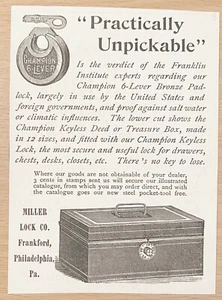 "Practically
Unpickable"
CHAMPION
6-LEVER
Is the verdict of the Franklin
Institute experts regarding our
Champion 6-Lever Bronze Pad-
lock, largely in use by the United States and
foreign governments, and proof against salt water
or climatic influences. The lower cut shows the
Champion Keyless Deed or Treasure Box, made
in 12 sizes, and fitted with our Champion Keyless
Lock, the most secure and useful lock for drawers,
chests, desks, closets, etc. There's no key to lose.
Where our goods are not obtainable of your dealer,
3 cents in stamps sent us will secure our illustrated
catalogue, from which you may order direct, and with
the catalogue goes our new steel pocket-tool free.
MILLER
LOCK CO.
Frankford,
Philadelphia,
Pa.